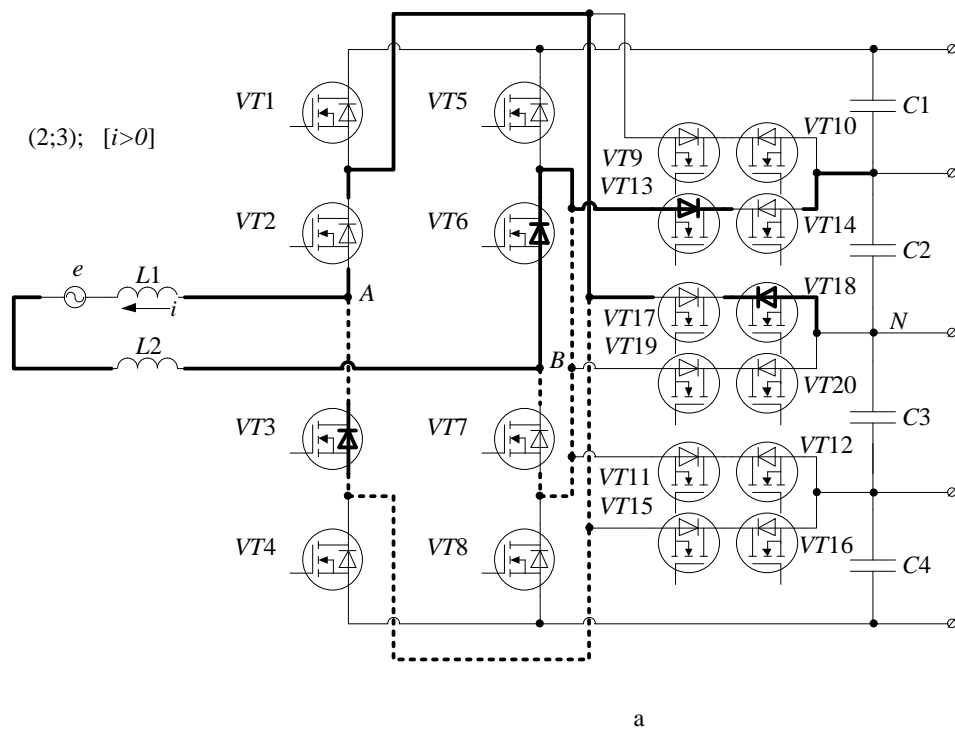 VT1
VT5
C1
(2;3); [i>0]
VT9
VT10
VT13
VT2
VT6
VT14
C2
e
L1
i
A
VT18
VT17
N
L2
B
VT19
VT20
VT3
VT7
C3
VT12
VT11
VT15
VT4
VT8
VT16
C4
a